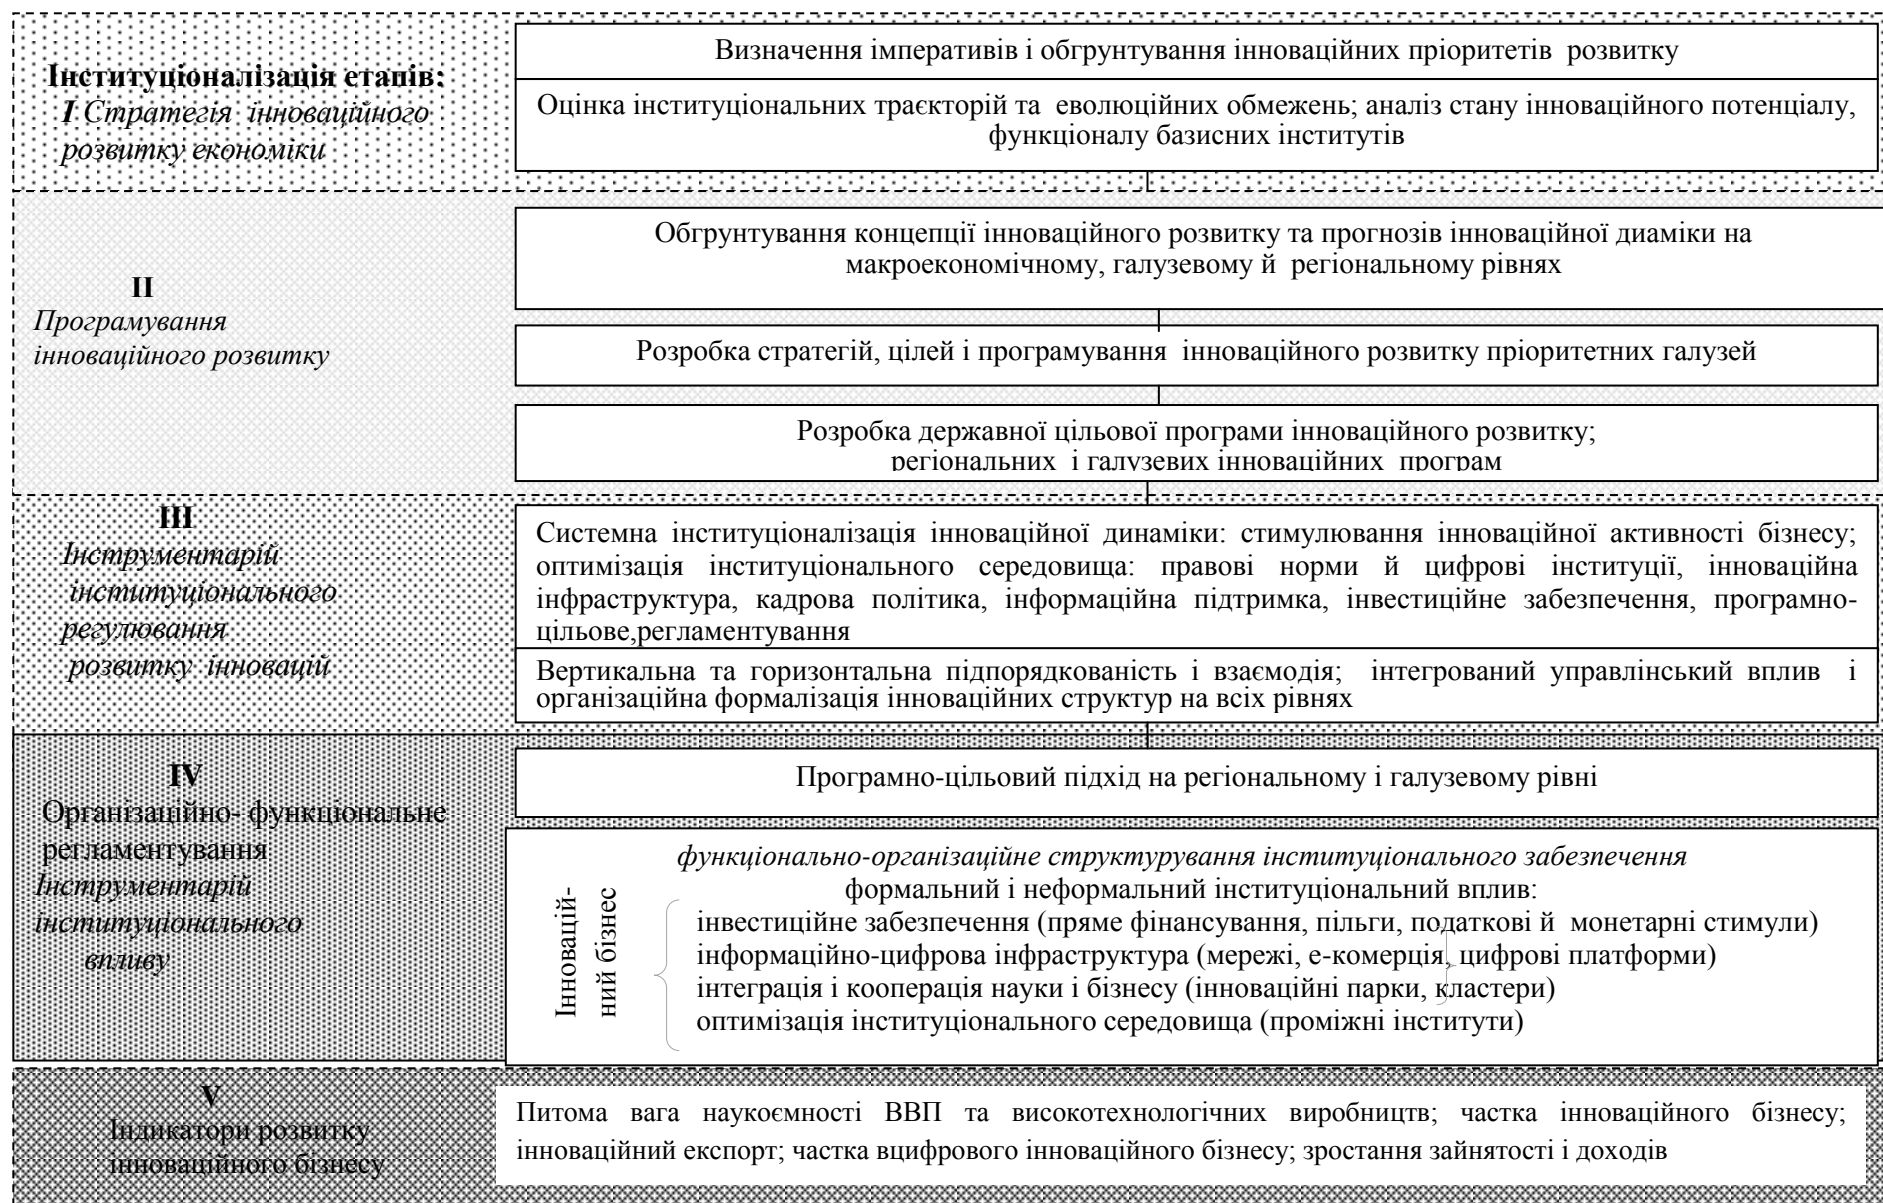 Інституціоналізація етапів:
I Стратегія інноваційного
розвитку економіки
Визначення імперативів і обгрунтування інноваційних пріоритетів розвитку
Оцінка інституціональних траєкторій та еволюційних обмежень; аналіз стану інноваційного потенціалу,
функціоналу базисних інститутів
II
Програмування
інноваційного розвитку
Обгрунтування концепції інноваційного розвитку та прогнозів інноваційної диаміки на
макроекономічному, галузевому й регіональному рівнях
Розробка стратегій, цілей і програмування інноваційного розвитку пріоритетних галузей
Розробка державної цільової програми інноваційного розвитку;
регіональних і галузевих інноваційних програм
III
Інструментарій
інституціонального
регулювання
розвитку інновацій
Системна інституціоналізація інноваційної динаміки: стимулювання інноваційної активності бізнесу;
оптимізація інституціонального середовища: правові норми й цифрові інституції, інноваційна
інфраструктура, кадрова політика, інформаційна підтримка, інвестиційне забезпечення, програмно-
цільове,регламентування
Вертикальна та горизонтальна підпорядкованість і взаємодія; інтегрований управлінський вплив і
організаційна формалізація інноваційних структур на всіх рівнях
IV
Організаційно- функціональне
регламентування
Інструментарій
інституціонального
впливу
Програмно-цільовий підхід на регіональному і галузевому рівні
функціонально-організаційне структурування інституціонального забезпечення
формальний і неформальний інституціональний вплив:
Інновацій-
ний бізнес
інвестиційне забезпечення (пряме фінансування, пільги, податкові й монетарні стимули)
інформаційно-цифрова інфраструктура (мережі, е-комерція, цифрові платформи)
інтеграція і кооперація науки і бізнесу (інноваційні парки, кластери)
оптимізація інституціонального середовища (проміжні інститути)
V
Індикатори розвитку
інноваційного бізнесу
Питома вага наукоємності ВВП та високотехнологічних виробництв; частка інноваційного бізнесу;
інноваційний експорт; частка вцифрового інноваційного бізнесу; зростання зайнятості і доходів